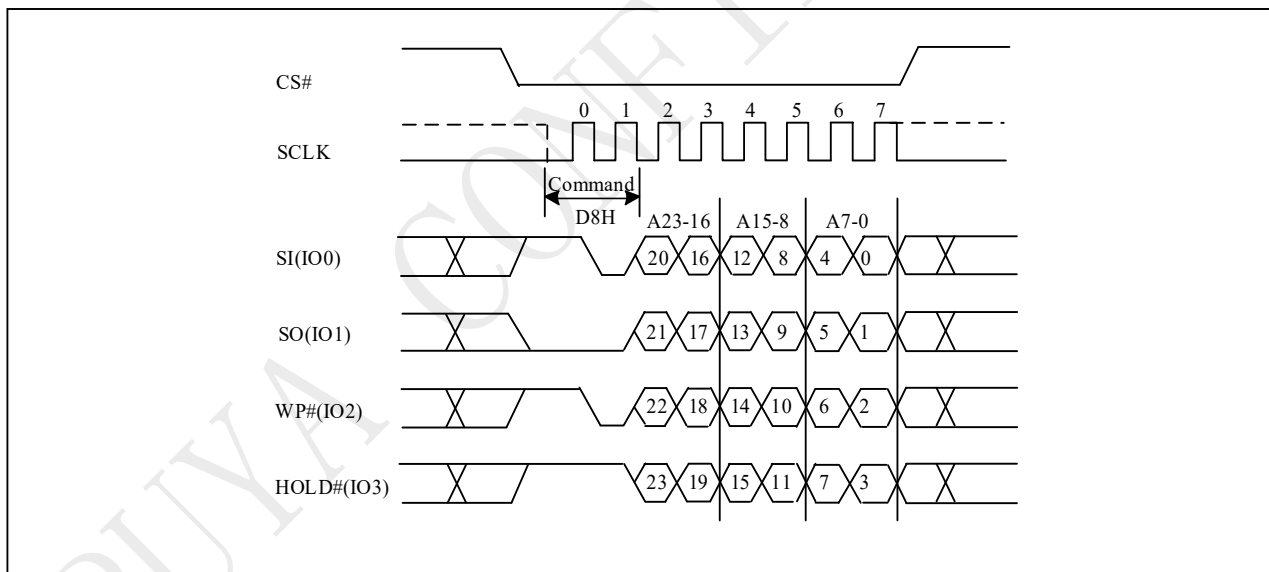 CS#
0 1 2 3 4 5 6 7
SCLK
Command
D8H
A23-16 A15-8 A7-0
SI(IO0) 20 16 12 8 4 0
SO(IO1) 21 17 13 9 5 1
WP#(IO2) 22 18 14 10 6 2
HOLD#(IO3) 23 19 15 11 7 3